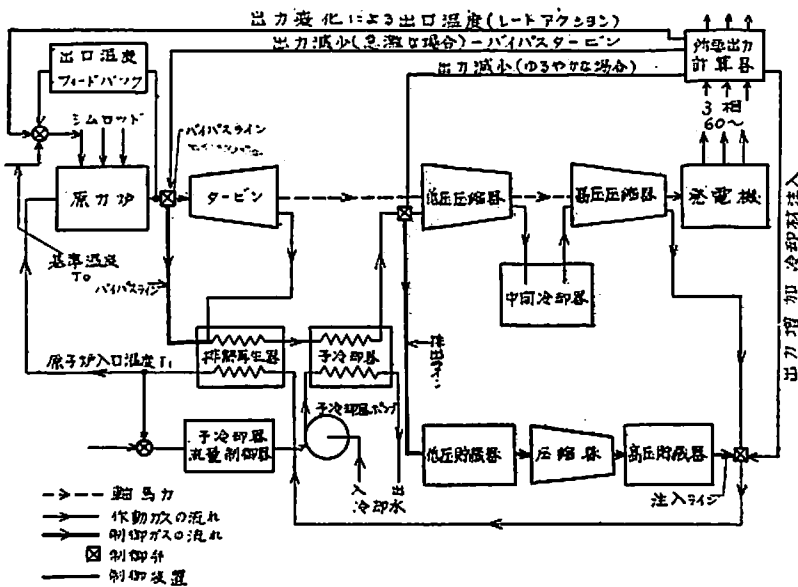 出力変化による出口温度(レートアクション)
出力減少(急激な場合)-バイパスタービン
出力減少(ゆるやかな場合)
所要出力
計算器
出口温度
フィードバック
シムロッド
バイパスライン
3相
60~
原力炉
タービン
低圧圧縮器
高圧圧縮器
発電機
基準温度
To
バイパスライン
中間冷却器
出力増加冷却材注入
排熱再生器
予冷却器
原子炉入口温度T1
予冷却器ポンプ
予冷却器
流量制御器
低圧貯蔵器
圧縮器
高圧貯蔵器
入
出
冷却水
注入ライン
軸馬力
作動ガスの流れ
制御ガスの流れ
制御弁
制御装置